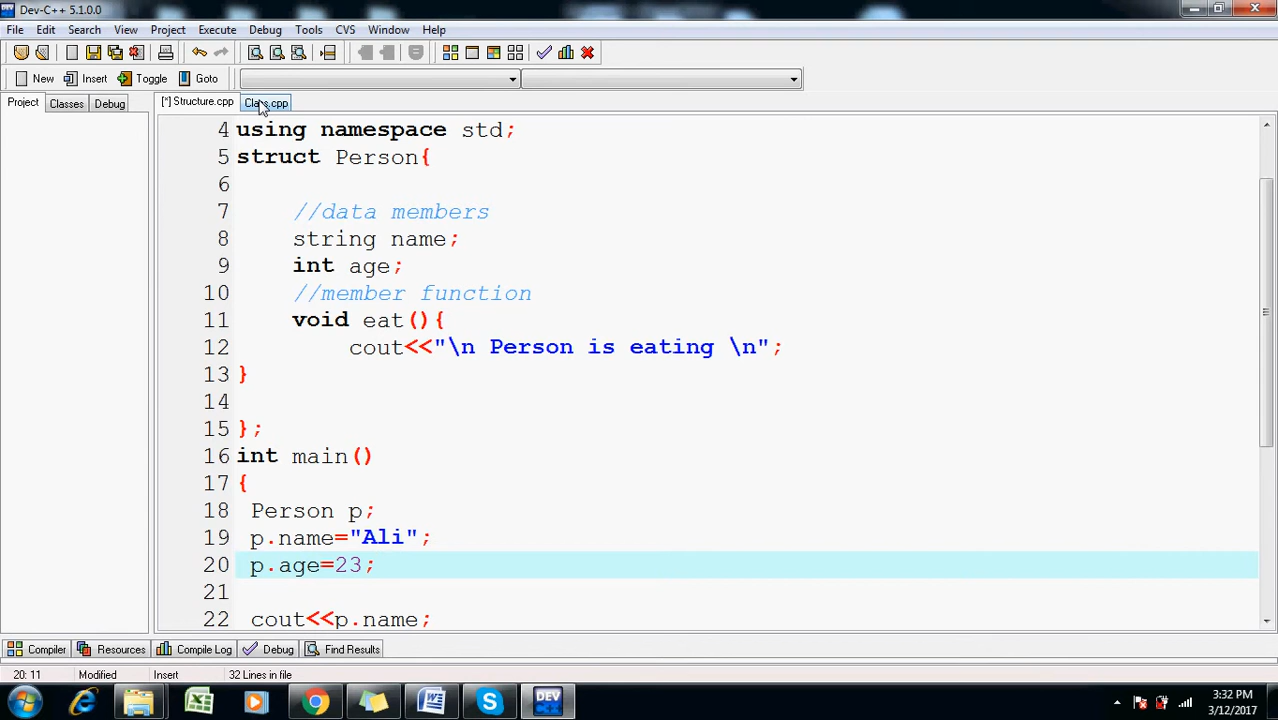 Dev-C++ 5.1.0.0
File Edit Search View Project Execute Debug Tools CVS Window Help
New Insert Toggle Goto
Project Classes Debug [*] Structure.cpp
4 using namespace std;
5 struct Person{
6
7 //data members
8 string name;
9 int age;
10 //member function
11 void eat(){
12 cout<<"\n Person is eating \n";
13 }
14
15 };
16 int main()
17 {
18 Person p;
19 p.name="Ali";
20 p.age=23;
21
22 cout<<p.name;
Compiler Resources Compile Log Debug Find Results
20: 11 Modified Insert 32 Lines in file
3:32 PM
3/12/2017